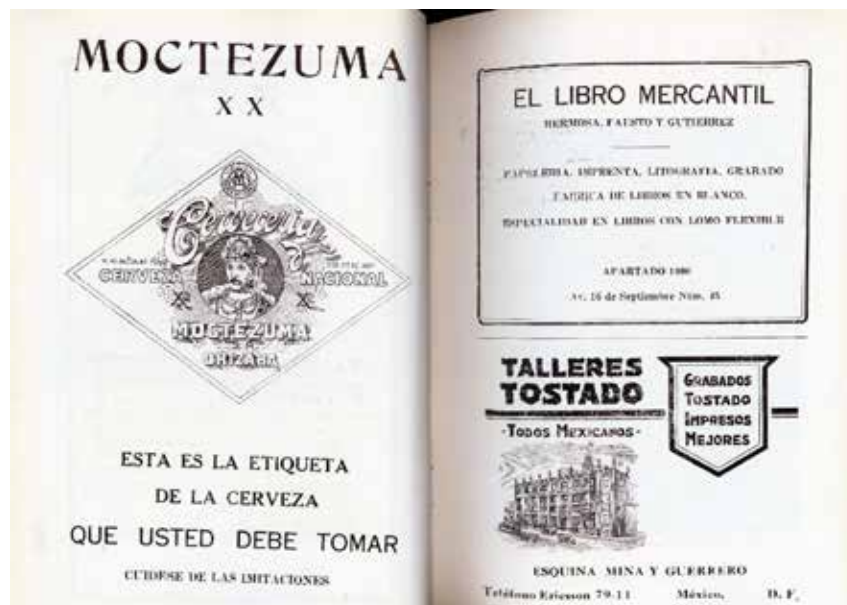 MOCTEZUMA
X X
Cervecería
CERVEZA NACIONAL
XX XX
MOCTEZUMA
ORIZABA
ESTA ES LA ETIQUETA
DE LA CERVEZA
QUE USTED DEBE TOMAR
CUIDESE DE LAS IMITACIONES
EL LIBRO MERCANTIL
HERMOSA, FAUSTO Y GUTIERREZ
PAPELERIA, IMPRENTA, LITOGRAFIA, GRABADO
FABRICA DE LIBROS EN BLANCO,
ESPECIALIDAD EN LIBROS CON LOMO FLEXIBLE
APARTADO
Av. 16 de Septiembre Núm. 45
TALLERES
TOSTADO
-TODOS MEXICANOS-
GRABADOS
TOSTADO
IMPRESOS
MEJORES
ESQUINA MINA Y GUERRERO
Teléfono Ericsson 79-11 México, D. F.